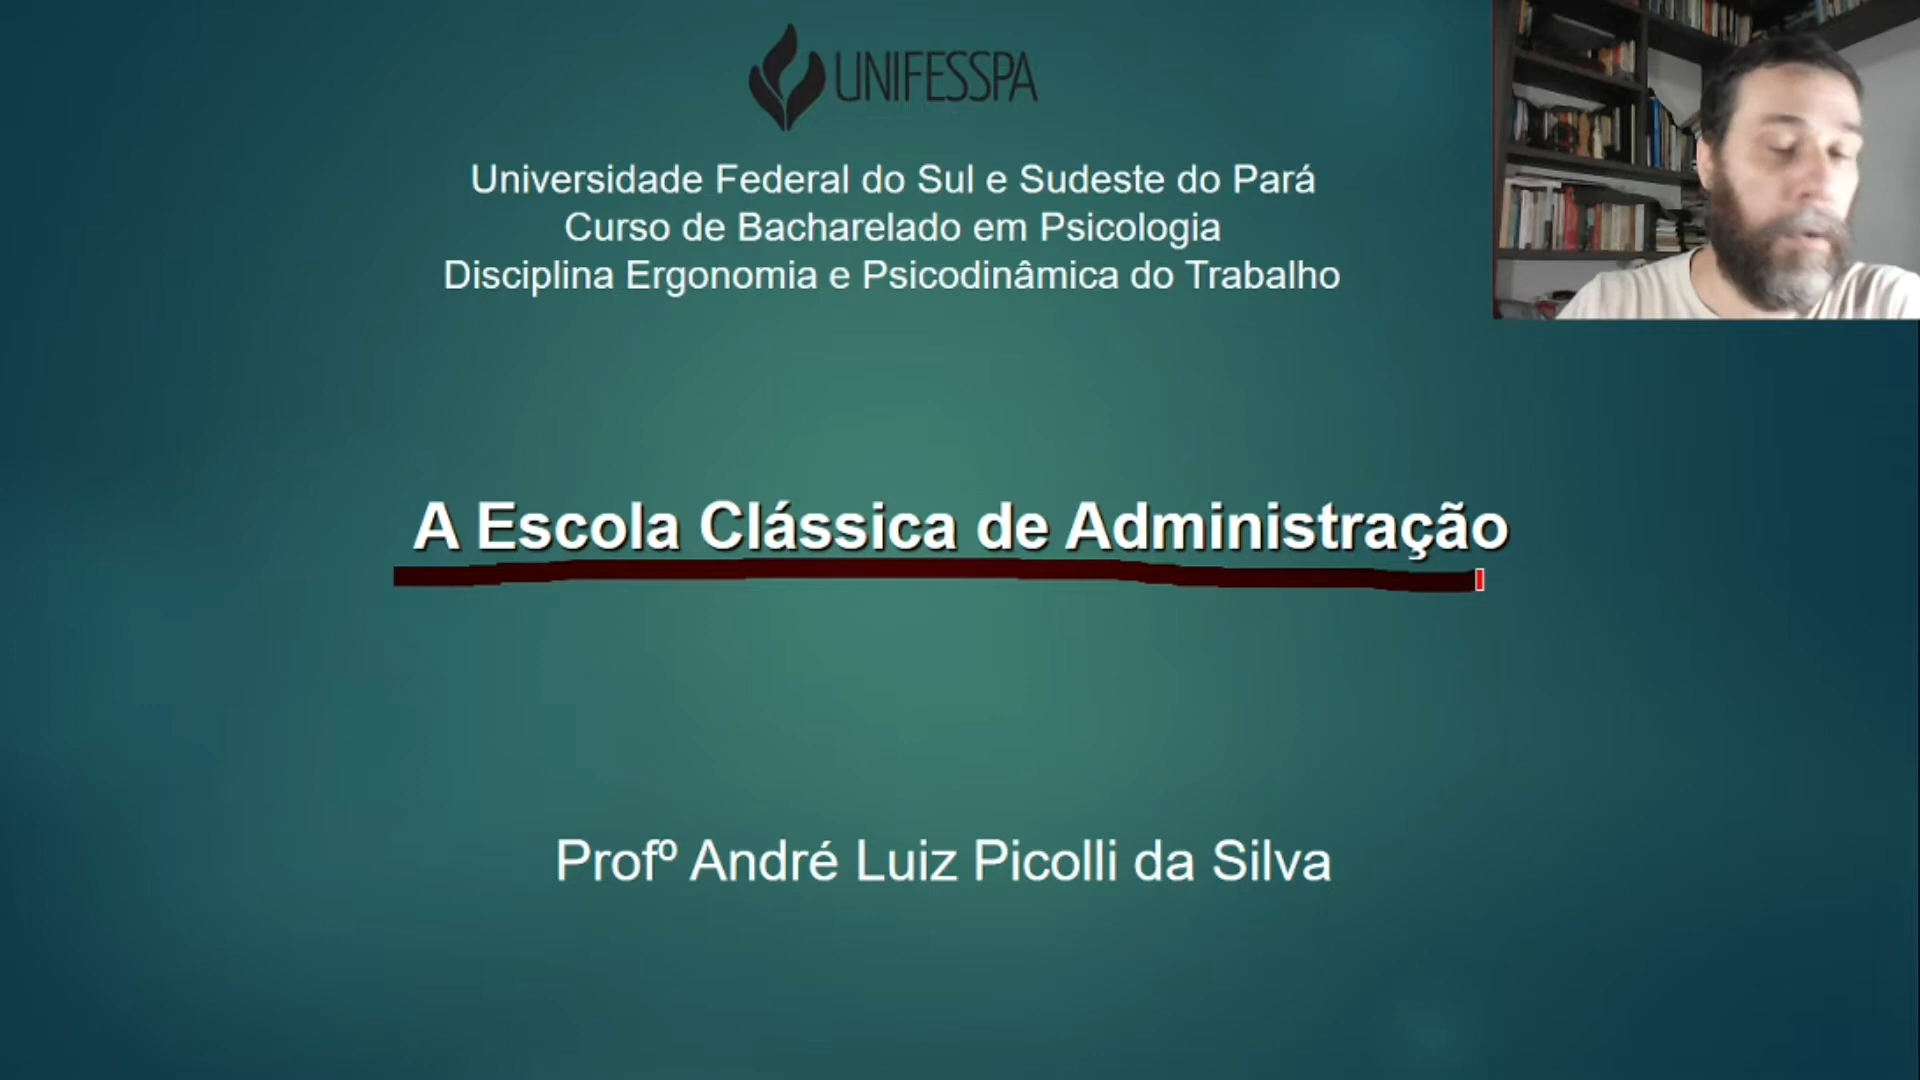 UNIFESSPA
Universidade Federal do Sul e Sudeste do Pará
Curso de Bacharelado em Psicologia
Disciplina Ergonomia e Psicodinâmica do Trabalho
A Escola Clássica de Administração
Profº André Luiz Picolli da Silva